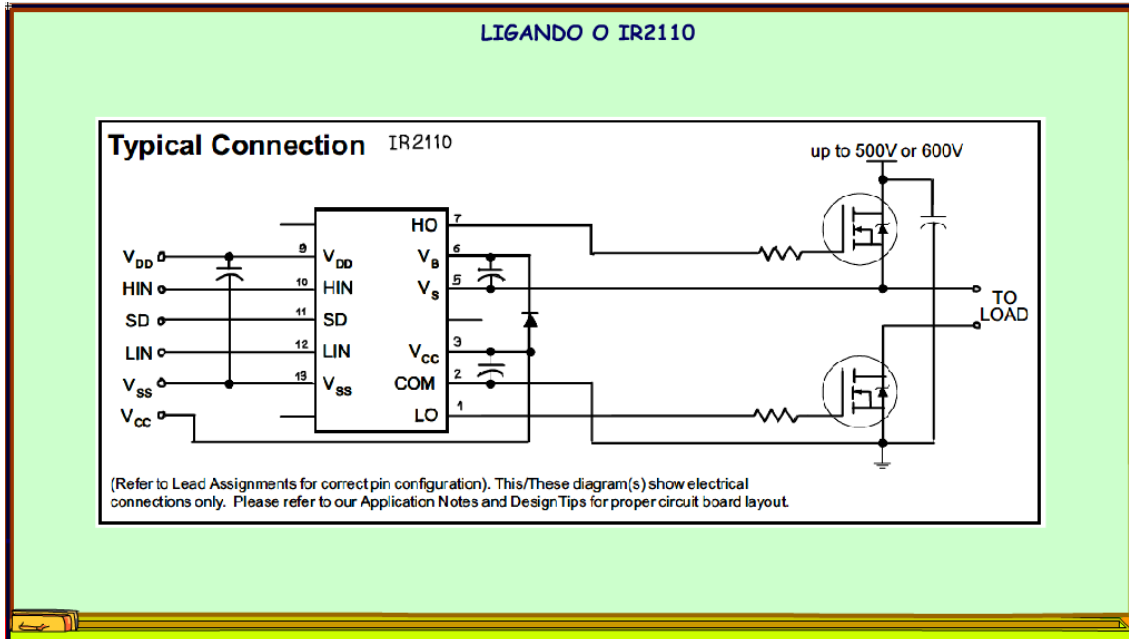 LIGANDO O IR2110
Typical Connection IR2110
up to 500V or 600V
HO 7
VDD 9 VDD
VB 6
HIN 10 HIN
VS 5
TO
LOAD
SD 11 SD
LIN 12 LIN
VCC 3
VSS 13 VSS
COM 2
VCC
LO 1
(Refer to Lead Assignments for correct pin configuration). This/These diagram(s) show electrical
connections only. Please refer to our Application Notes and DesignTips for proper circuit board layout.